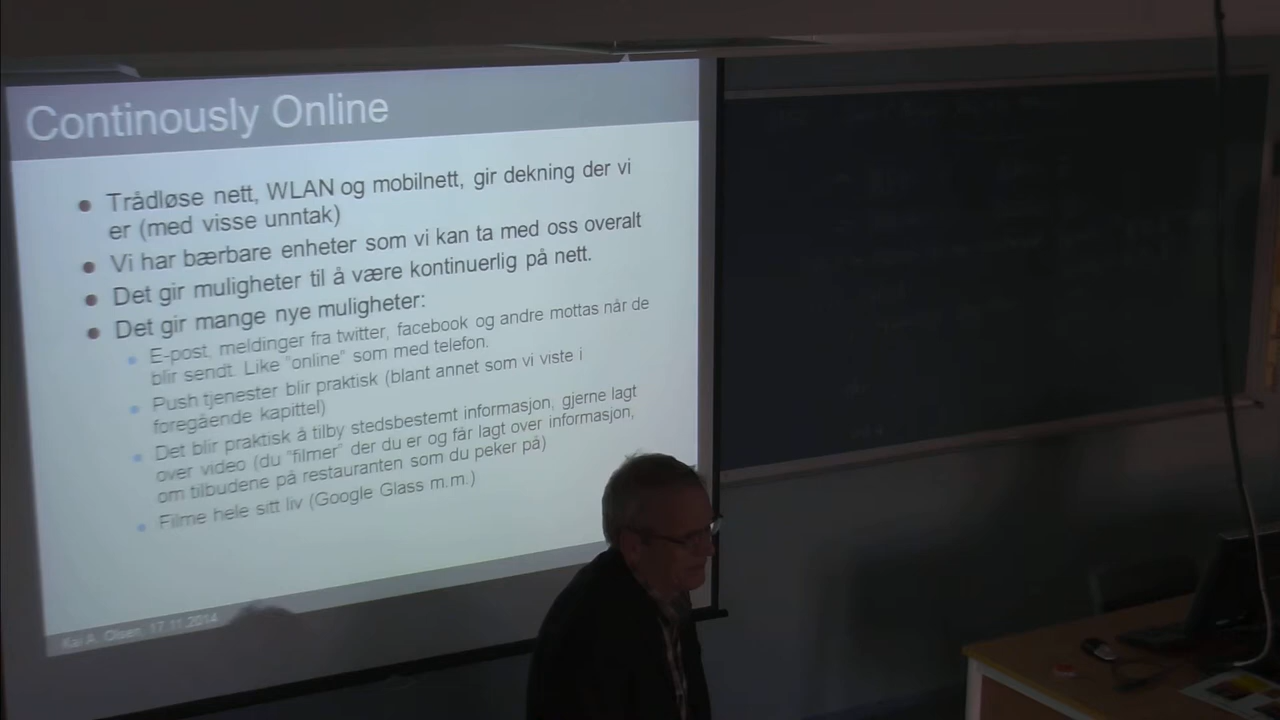 Continously Online
Trådløse nett, WLAN og mobilnett, gir dekning der vi
er (med visse unntak)
Vi har bærbare enheter som vi kan ta med oss overalt
Det gir muligheter til å være kontinuerlig på nett.
Det gir mange nye muligheter:
E-post, meldinger fra twitter, facebook og andre mottas når de
blir sendt. Like "online" som med telefon.
Push tjenester blir praktisk (blant annet som vi viste i
foregående kapittel)
Det blir praktisk å tilby stedsbestemt informasjon, gjerne lagt
over video (du "filmer" der du er og får lagt over informasjon,
om tilbudene på restauranten som du peker på)
Filme hele sitt liv (Google Glass m.m.)
Kai A. Olsen, 17.11.2014